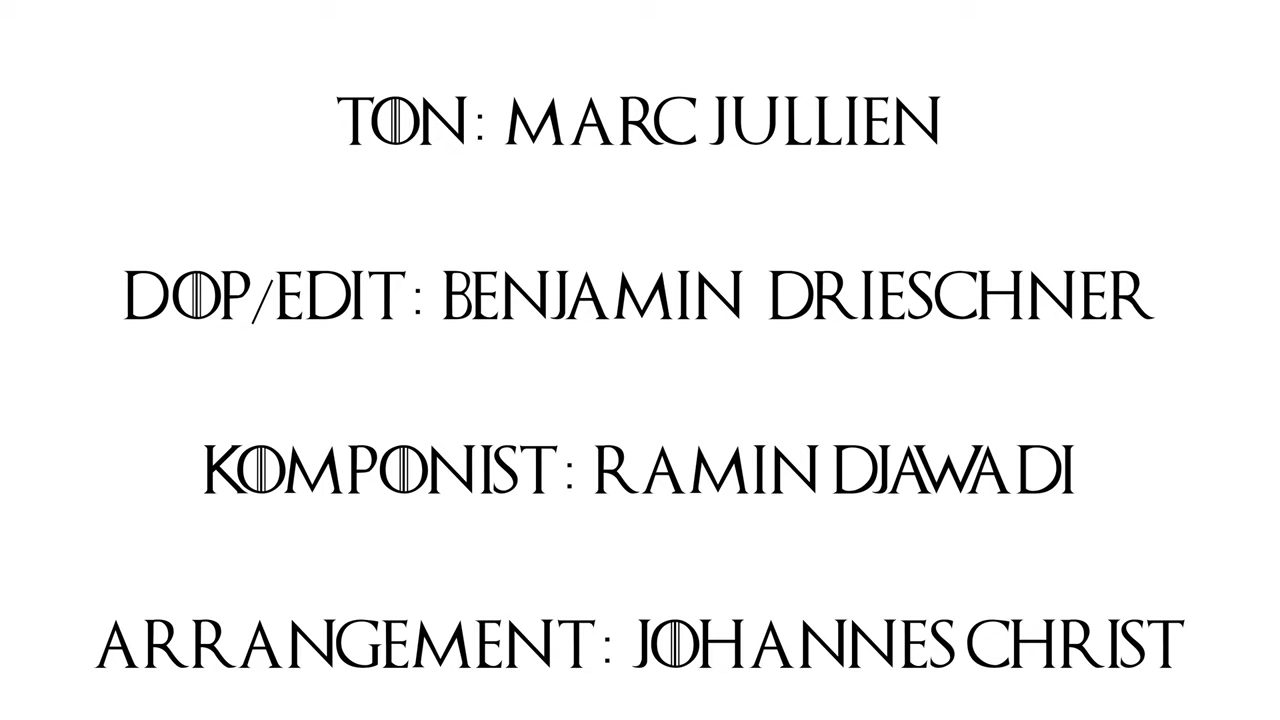 TON: MARC JULLIEN
DOP/EDIT: BENJAMIN DRIESCHNER
KOMPONIST: RAMIN DJAWADI
ARRANGEMENT: JOHANNES CHRIST